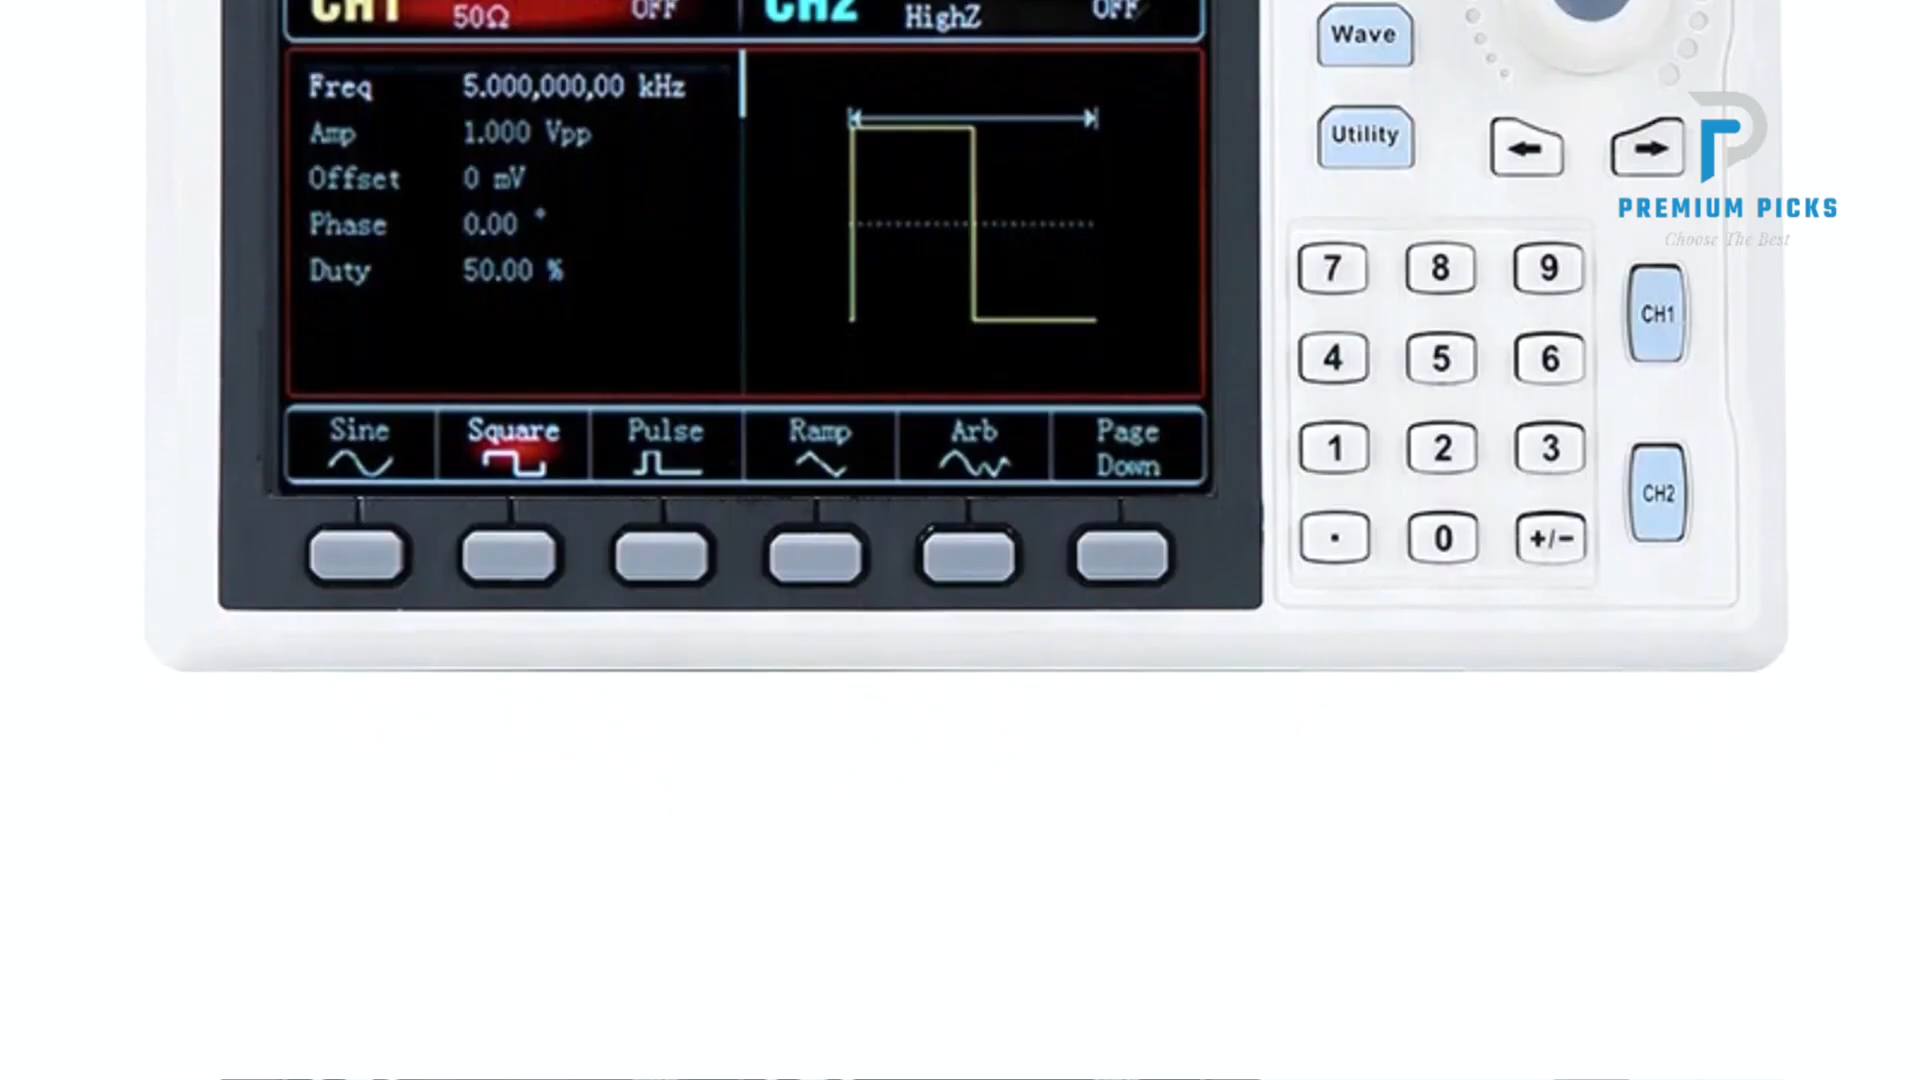 CH1 50Ω OFF CH2 HighZ OFF
Freq 5.000,000,00 kHz
Amp 1.000 Vpp
Offset 0 mV
Phase 0.00 °
Duty 50.00 %
Sine Square Pulse Ramp Arb Page Down
Wave
Utility
PREMIUM PICKS
Choose The Best
7 8 9
CH1
4 5 6
1 2 3
CH2
. 0 +/-